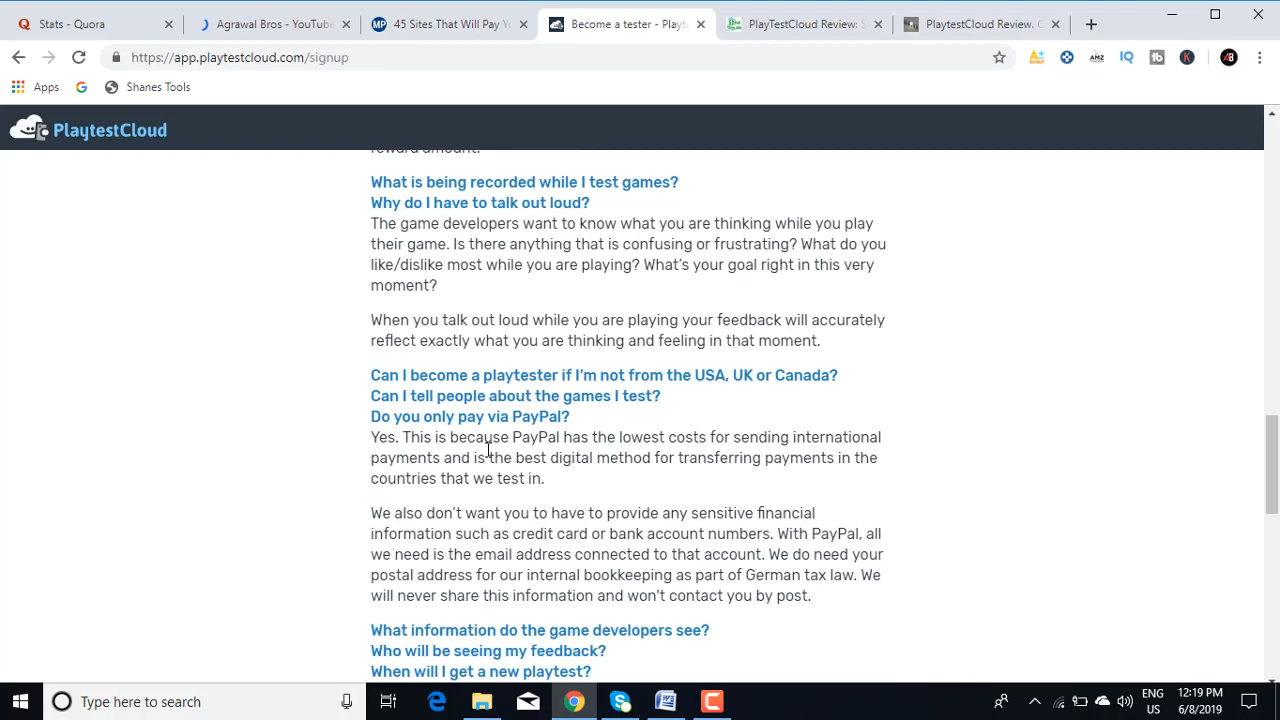 Stats - Quora
Agrawal Bros - YouTube
45 Sites That Will Pay Y
Become a tester - Playte
PlayTestCloud Review: S
PlaytestCloud Review. C
https://app.playtestcloud.com/signup
Apps
Shanes Tools
PlaytestCloud
reward amount.
What is being recorded while I test games?
Why do I have to talk out loud?
The game developers want to know what you are thinking while you play
their game. Is there anything that is confusing or frustrating? What do you
like/dislike most while you are playing? What's your goal right in this very
moment?
When you talk out loud while you are playing your feedback will accurately
reflect exactly what you are thinking and feeling in that moment.
Can I become a playtester if I'm not from the USA, UK or Canada?
Can I tell people about the games I test?
Do you only pay via PayPal?
Yes. This is because PayPal has the lowest costs for sending international
payments and is the best digital method for transferring payments in the
countries that we test in.
We also don't want you to have to provide any sensitive financial
information such as credit card or bank account numbers. With PayPal, all
we need is the email address connected to that account. We do need your
postal address for our internal bookkeeping as part of German tax law. We
will never share this information and won't contact you by post.
What information do the game developers see?
Who will be seeing my feedback?
When will I get a new playtest?
Type here to search
ENG
US
12:19 PM
6/8/2019